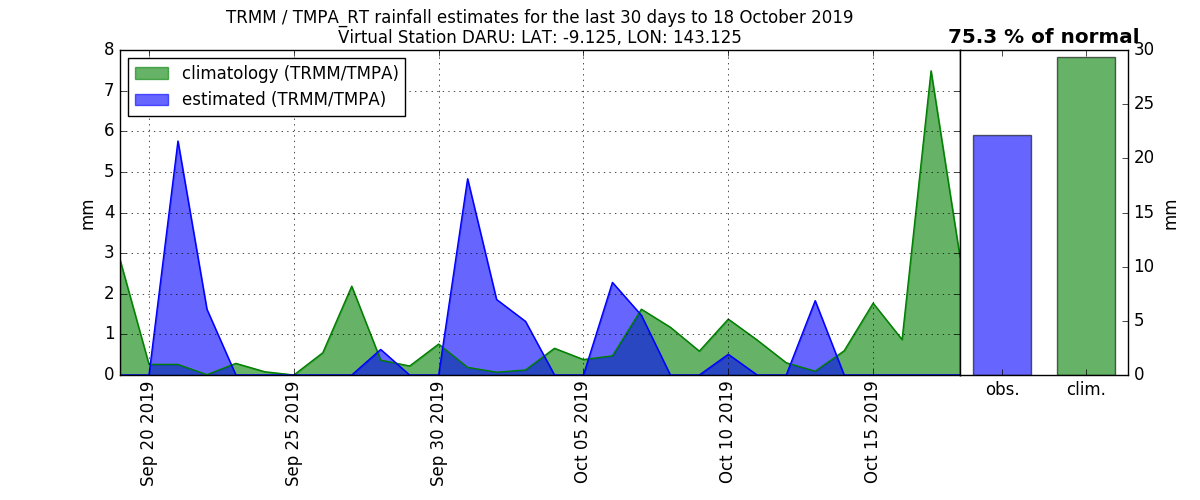 TRMM / TMPA_RT rainfall estimates for the last 30 days to 18 October 2019
Virtual Station DARU: LAT: -9.125, LON: 143.125
75.3 % of normal
climatology (TRMM/TMPA)
estimated (TRMM/TMPA)
8
7
6
5
4
3
2
1
0
mm
Sep 20 2019
Sep 25 2019
Sep 30 2019
Oct 05 2019
Oct 10 2019
Oct 15 2019
30
25
20
15
10
5
0
mm
obs.
clim.